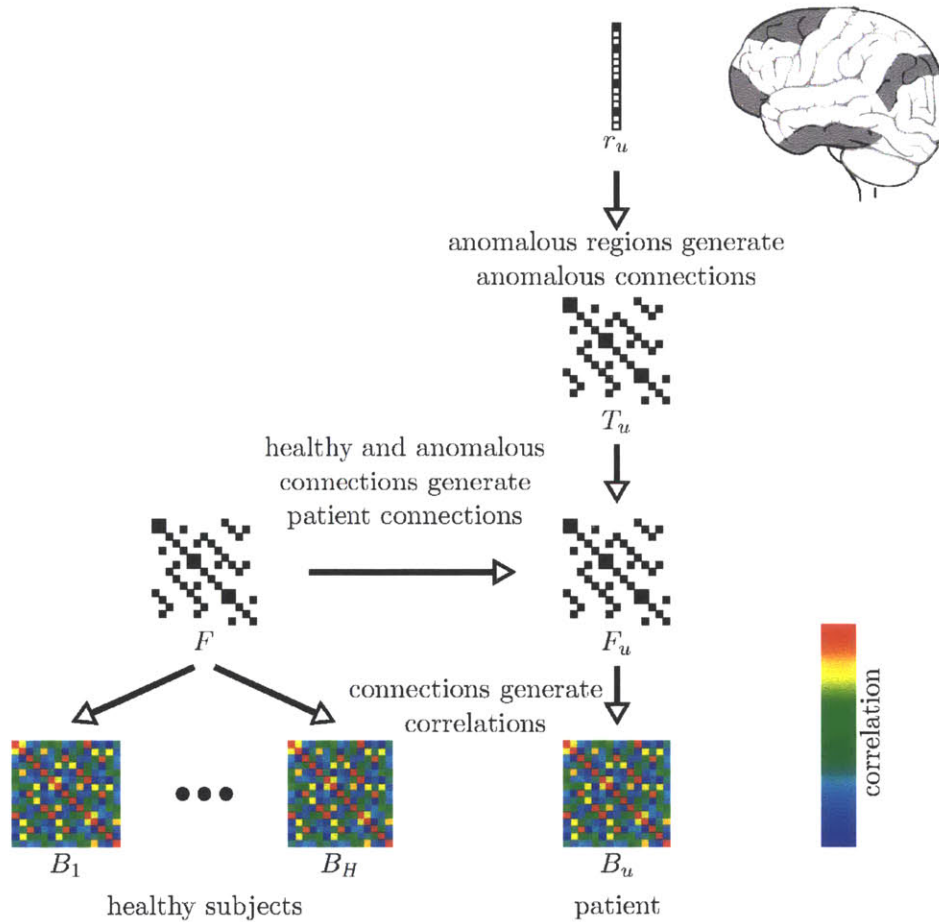 r_u
anomalous regions generate
anomalous connections
T_u
healthy and anomalous
connections generate
patient connections
F
F_u
connections generate
correlations
correlation
B_1
B_H
B_u
healthy subjects
patient